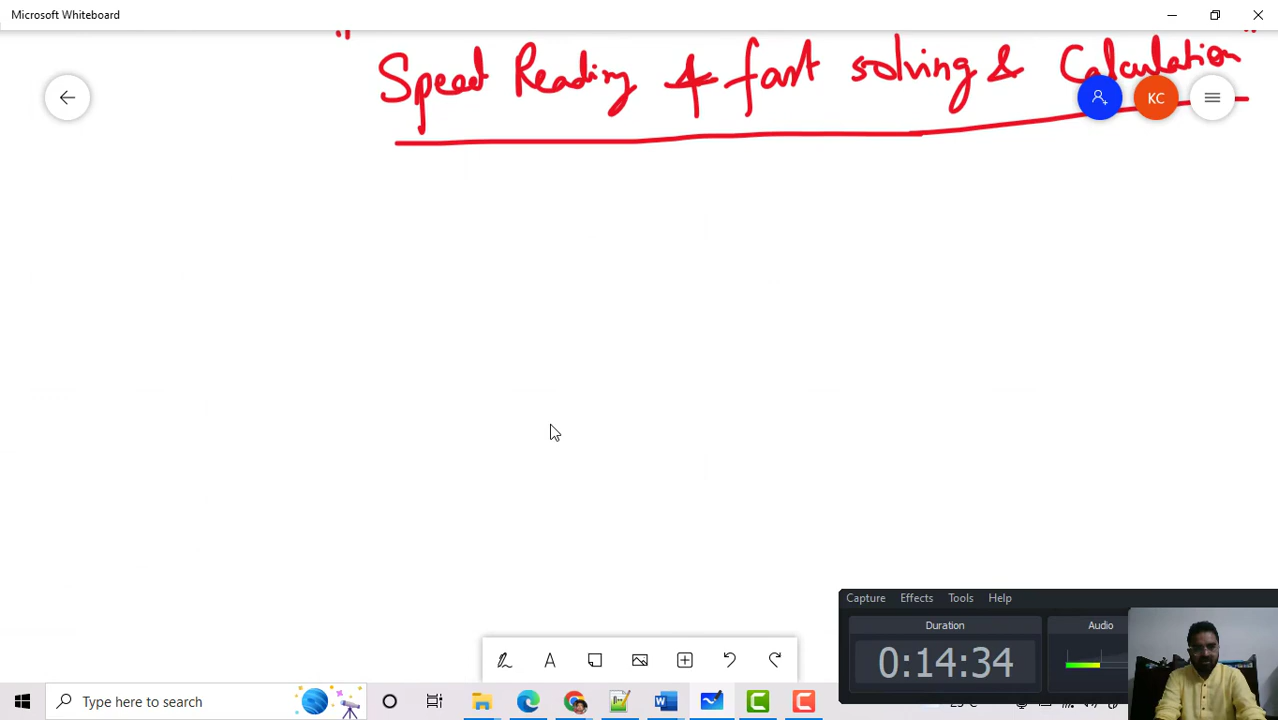 Microsoft Whiteboard
" Speed Reading & fast solving & Calculation "
KC
Capture Effects Tools Help
Duration
Audio
0:14:34
Type here to search